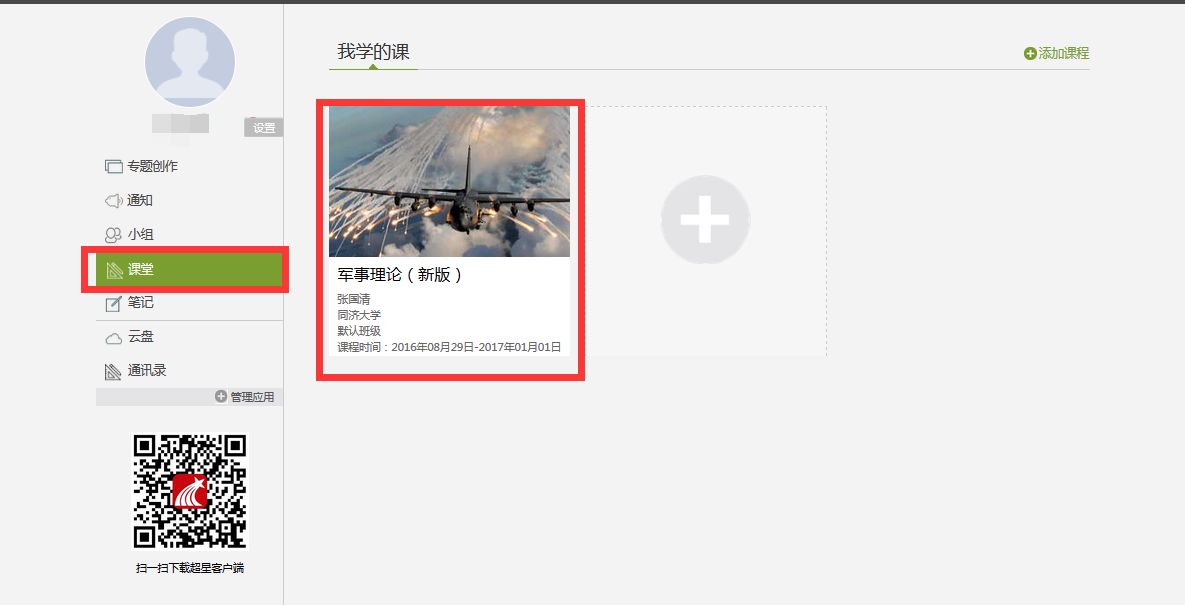 设置
专题创作
通知
小组
课堂
笔记
云盘
通讯录
管理应用
扫一扫下载超星客户端
我学的课
添加课程
军事理论（新版）
张国清
同济大学
默认班级
课程时间：2016年08月29日-2017年01月01日